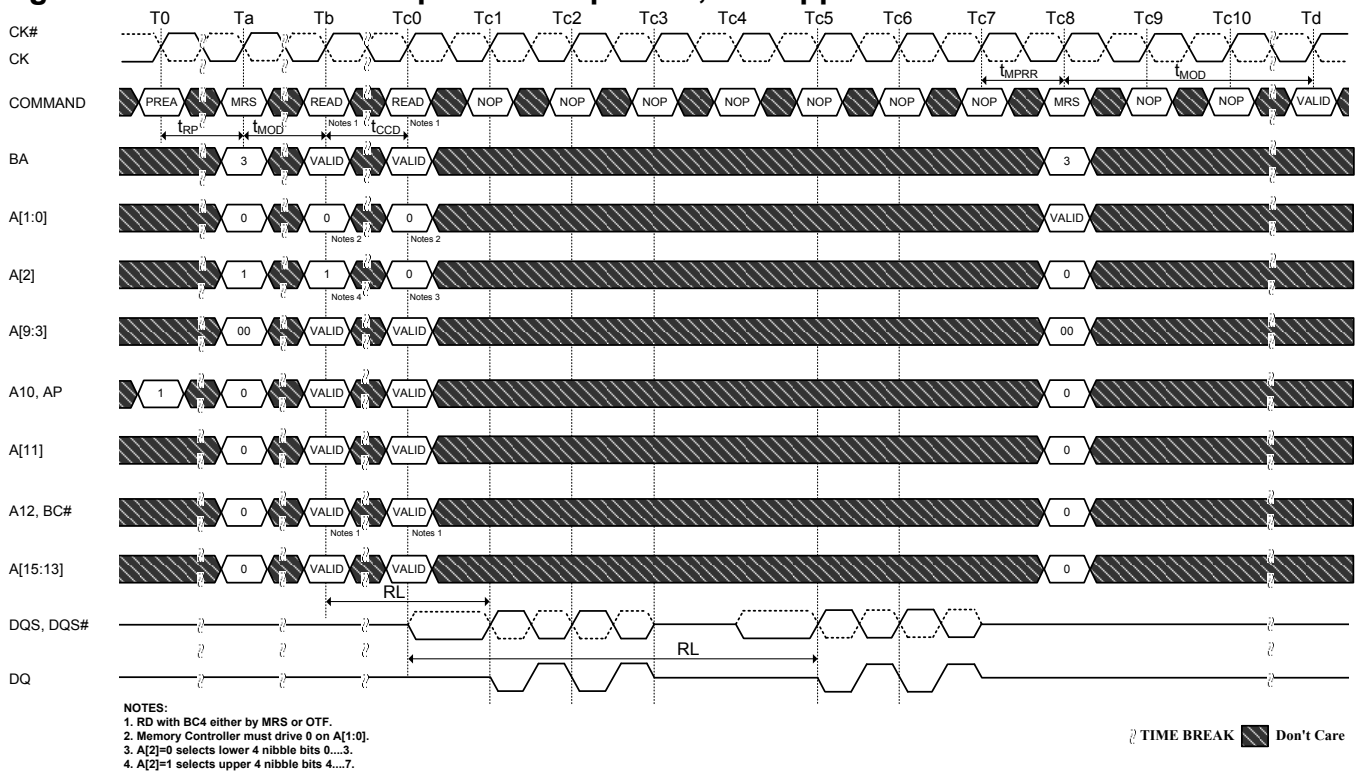 T0 Ta Tb Tc0 Tc1 Tc2 Tc3 Tc4 Tc5 Tc6 Tc7 Tc8 Tc9 Tc10 Td
CK#
CK
tMPRR tMOD
COMMAND PREA MRS READ READ NOP NOP NOP NOP NOP NOP NOP MRS NOP NOP VALID
Notes 1 Notes 1
tRP tMOD tCCD
BA 3 VALID VALID 3
A[1:0] 0 0 0 VALID
Notes 2 Notes 2
A[2] 1 1 0 0
Notes 4 Notes 3
A[9:3] 00 VALID VALID 00
A10, AP 1 0 VALID VALID 0
A[11] 0 VALID VALID 0
A12, BC# 0 VALID VALID 0
Notes 1 Notes 1
A[15:13] 0 VALID VALID 0
RL
DQS, DQS#
RL
DQ
NOTES:
1. RD with BC4 either by MRS or OTF.
2. Memory Controller must drive 0 on A[1:0].
3. A[2]=0 selects lower 4 nibble bits 0....3.
4. A[2]=1 selects upper 4 nibble bits 4....7.
TIME BREAK Don't Care